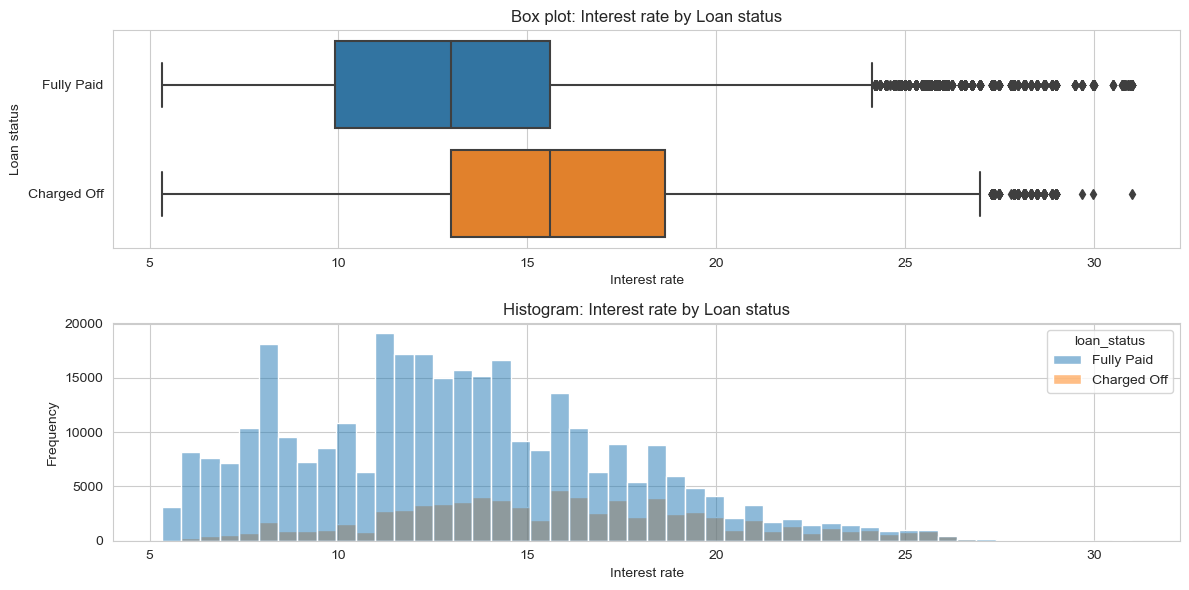 Box plot: Interest rate by Loan status
Loan status
Fully Paid
Charged Off
5 10 15 20 25 30
Interest rate
Histogram: Interest rate by Loan status
Frequency
20000
15000
10000
5000
0
loan_status
Fully Paid
Charged Off
5 10 15 20 25 30
Interest rate